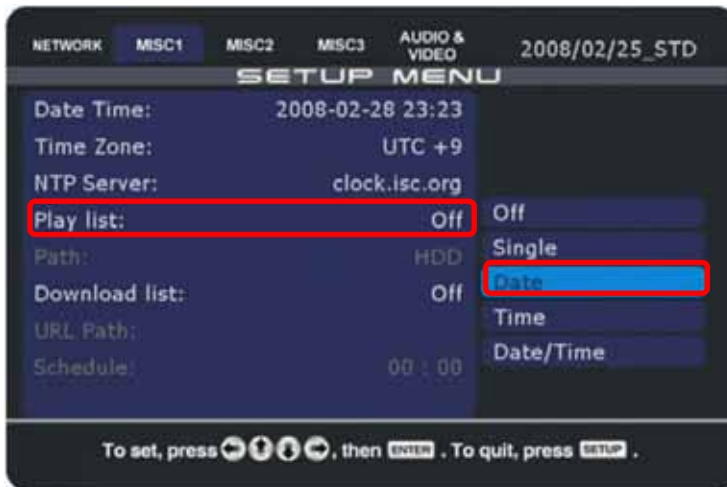 NETWORK MISC1 MISC2 MISC3 AUDIO & VIDEO 2008/02/25_STD
SETUP MENU
Date Time: 2008-02-28 23:23
Time Zone: UTC +9
NTP Server: clock.isc.org
Play list: Off
Path: HDD
Download list: Off
URL Path:
Schedule: 00 : 00
Off
Single
Date
Time
Date/Time
To set, press , then ENTER . To quit, press SETUP .